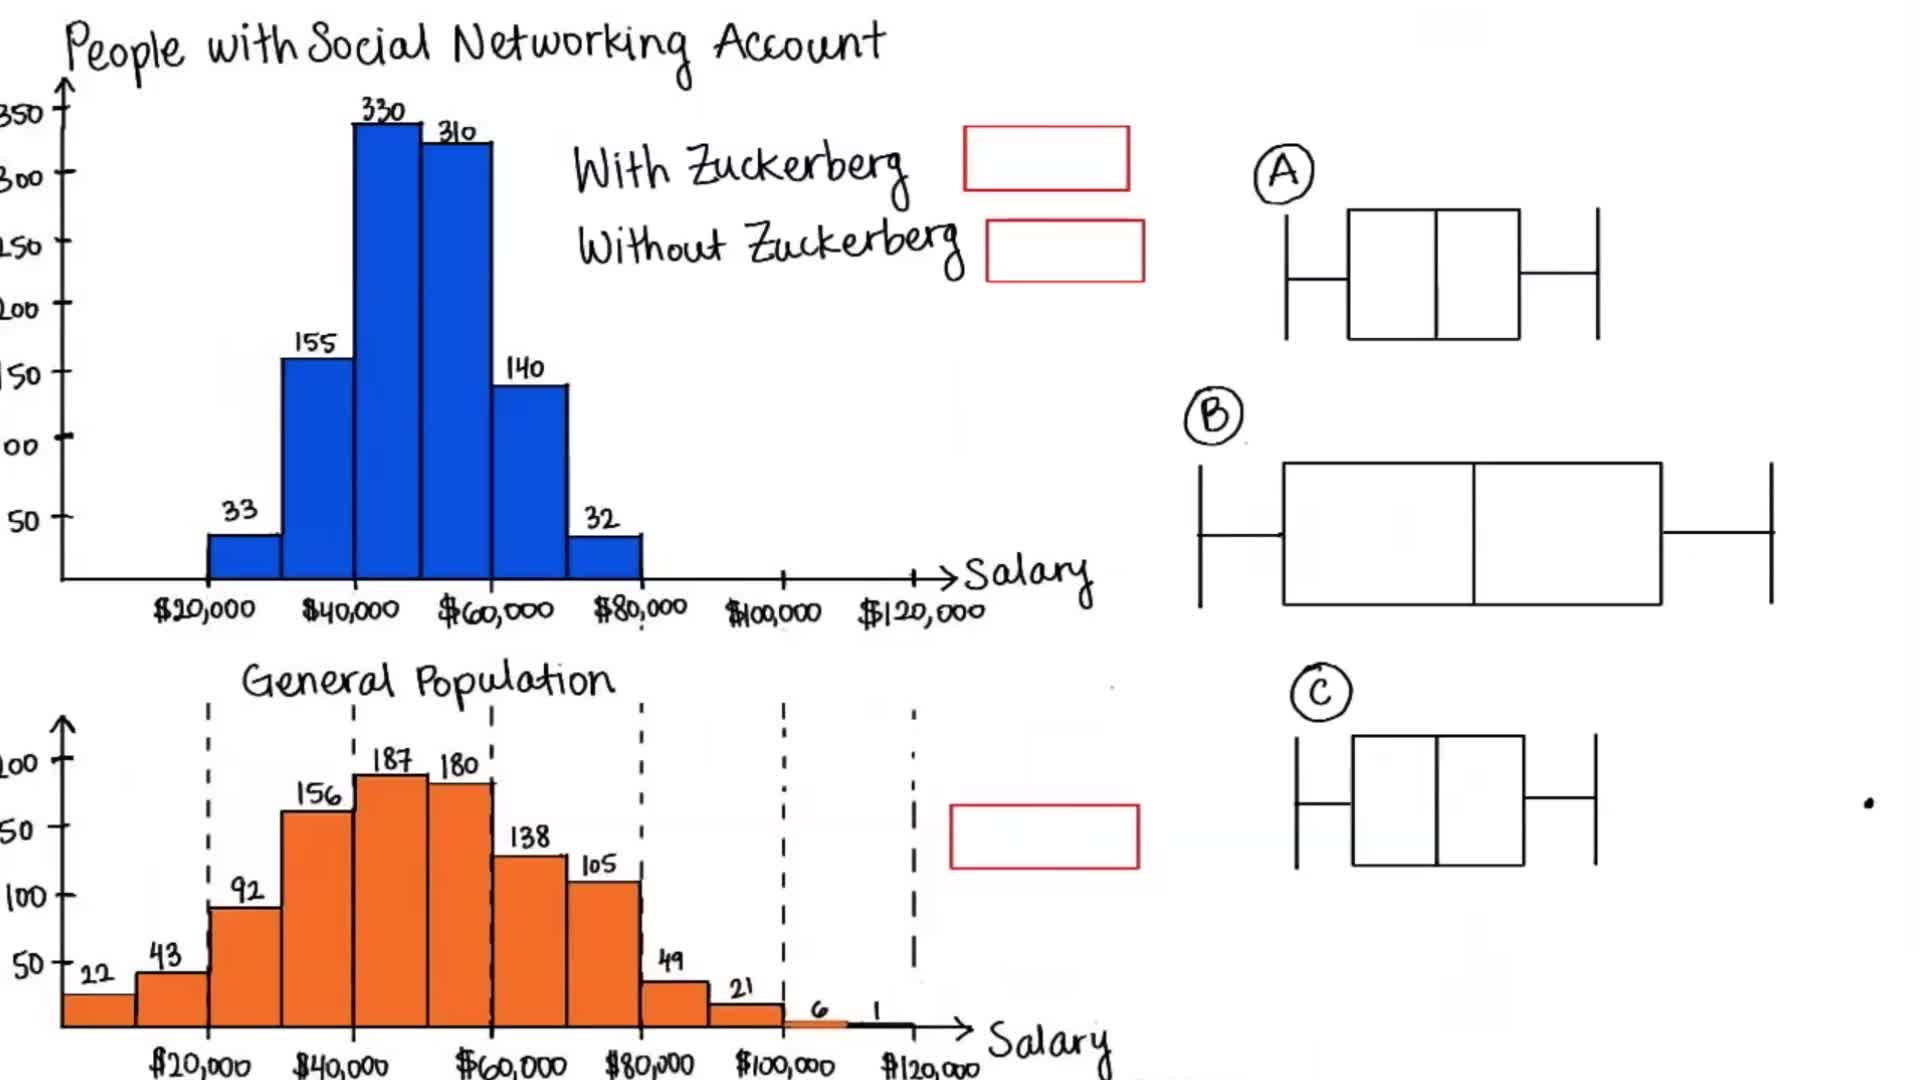 People with Social Networking Account
350
300
250
200
150
00
50
330
310
155
140
33
32
With Zuckerberg
Without Zuckerberg
Salary
$20,000 $40,000 $60,000 $80,000 $100,000 $120,000
General Population
200
150
100
50
22
43
92
156
187
180
138
105
49
21
6
1
Salary
$20,000 $40,000 $60,000 $80,000 $100,000 $120,000
A
B
C